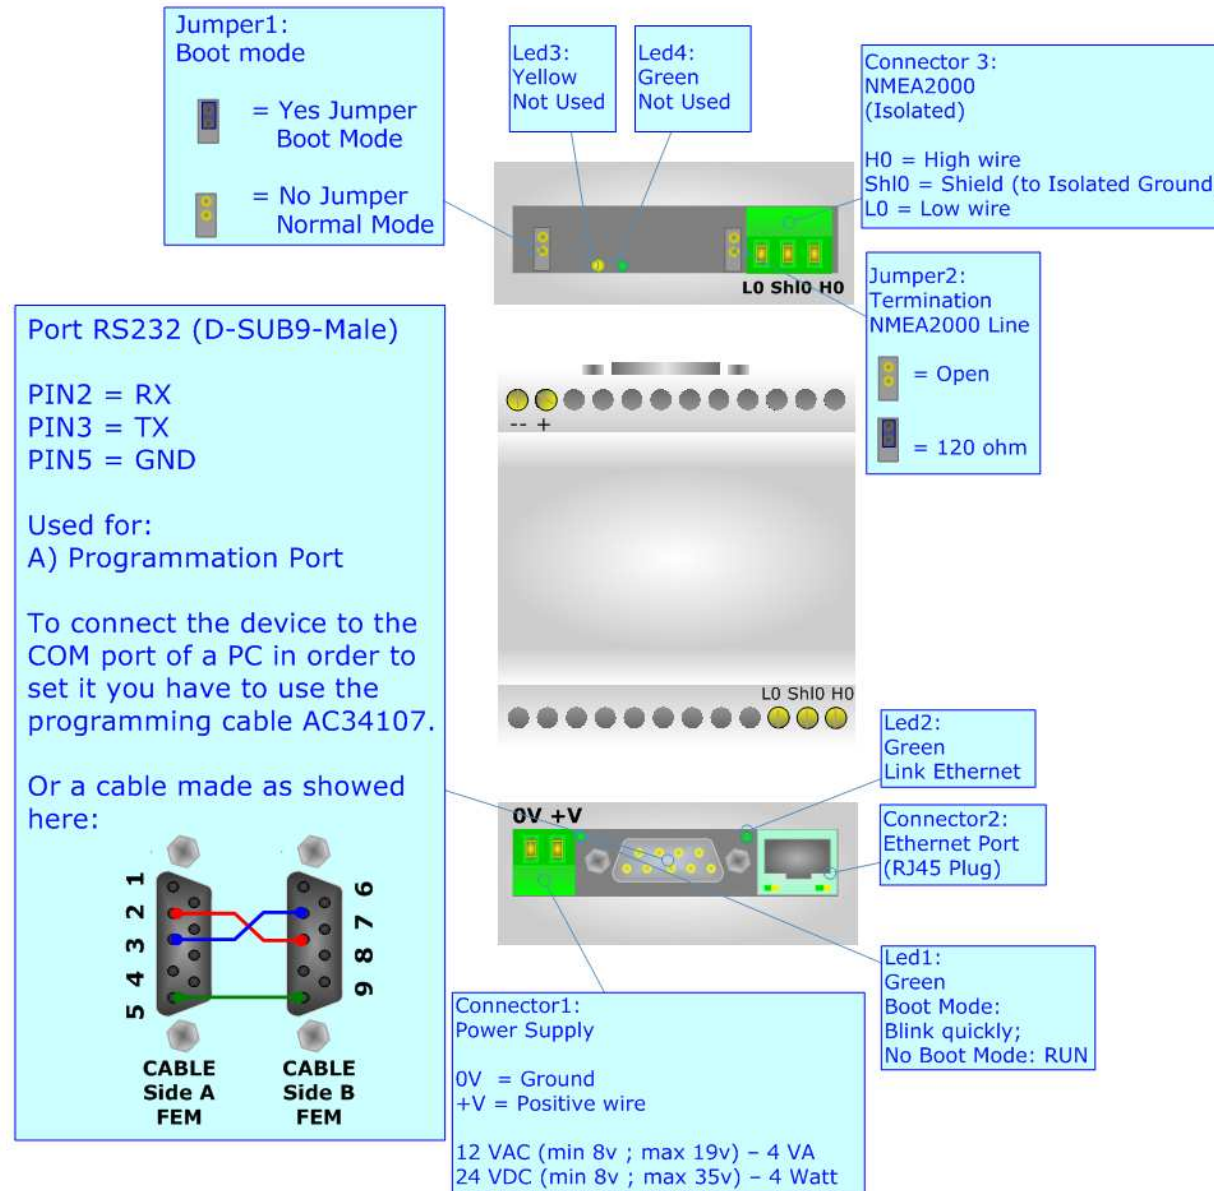 Jumper1:
Boot mode
= Yes Jumper
Boot Mode
= No Jumper
Normal Mode
Led3:
Yellow
Not Used
Led4:
Green
Not Used
Connector 3:
NMEA2000
(Isolated)
H0 = High wire
Shl0 = Shield (to Isolated Ground
L0 = Low wire
L0 Shl0 H0
Jumper2:
Termination
NMEA2000 Line
= Open
= 120 ohm
Port RS232 (D-SUB9-Male)
PIN2 = RX
PIN3 = TX
PIN5 = GND
Used for:
A) Programmation Port
To connect the device to the
COM port of a PC in order to
set it you have to use the
programming cable AC34107.
Or a cable made as showed
here:
1
2
3
4
5
6
7
8
9
CABLE
Side A
FEM
CABLE
Side B
FEM
-- +
L0 Shl0 H0
Led2:
Green
Link Ethernet
0V +V
Connector2:
Ethernet Port
(RJ45 Plug)
Led1:
Green
Boot Mode:
Blink quickly;
No Boot Mode: RUN
Connector1:
Power Supply
0V = Ground
+V = Positive wire
12 VAC (min 8v ; max 19v) – 4 VA
24 VDC (min 8v ; max 35v) – 4 Watt